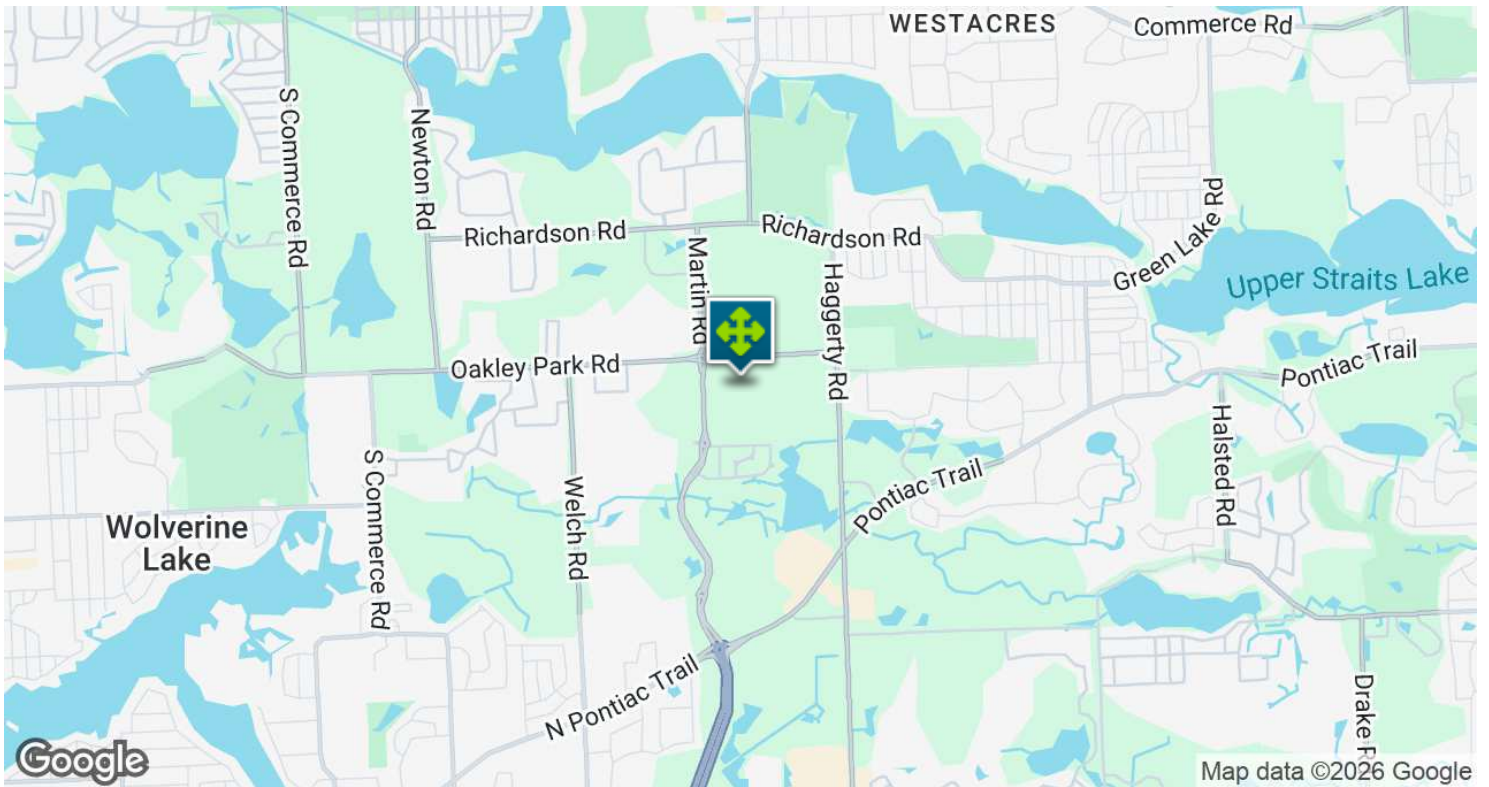 WESTACRES
Commerce Rd
S Commerce Rd
Newton Rd
Richardson Rd
Richardson Rd
Martin Rd
Haggerty Rd
Green Lake Rd
Upper Straits Lake
Oakley Park Rd
Pontiac Trail
Halsted Rd
S Commerce Rd
Welch Rd
Pontiac Trail
Wolverine
Lake
N Pontiac Trail
Drake R
Google
Map data ©2026 Google